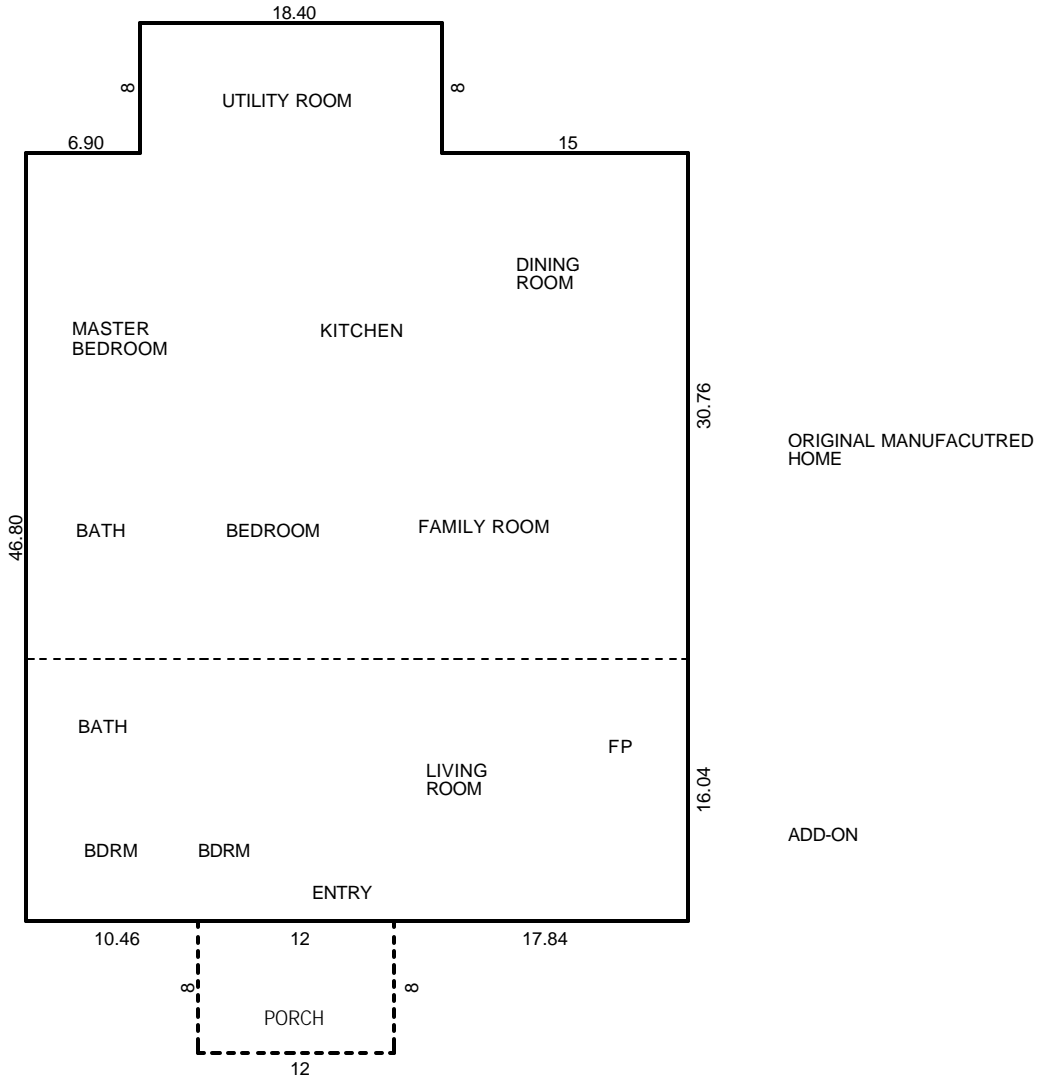 18.40
8
8
UTILITY ROOM
6.90
15
DINING
ROOM
MASTER
BEDROOM
KITCHEN
30.76
ORIGINAL MANUFACUTRED
HOME
46.80
BATH
BEDROOM
FAMILY ROOM
BATH
FP
LIVING
ROOM
16.04
ADD-ON
BDRM
BDRM
ENTRY
10.46
12
17.84
8
8
PORCH
12